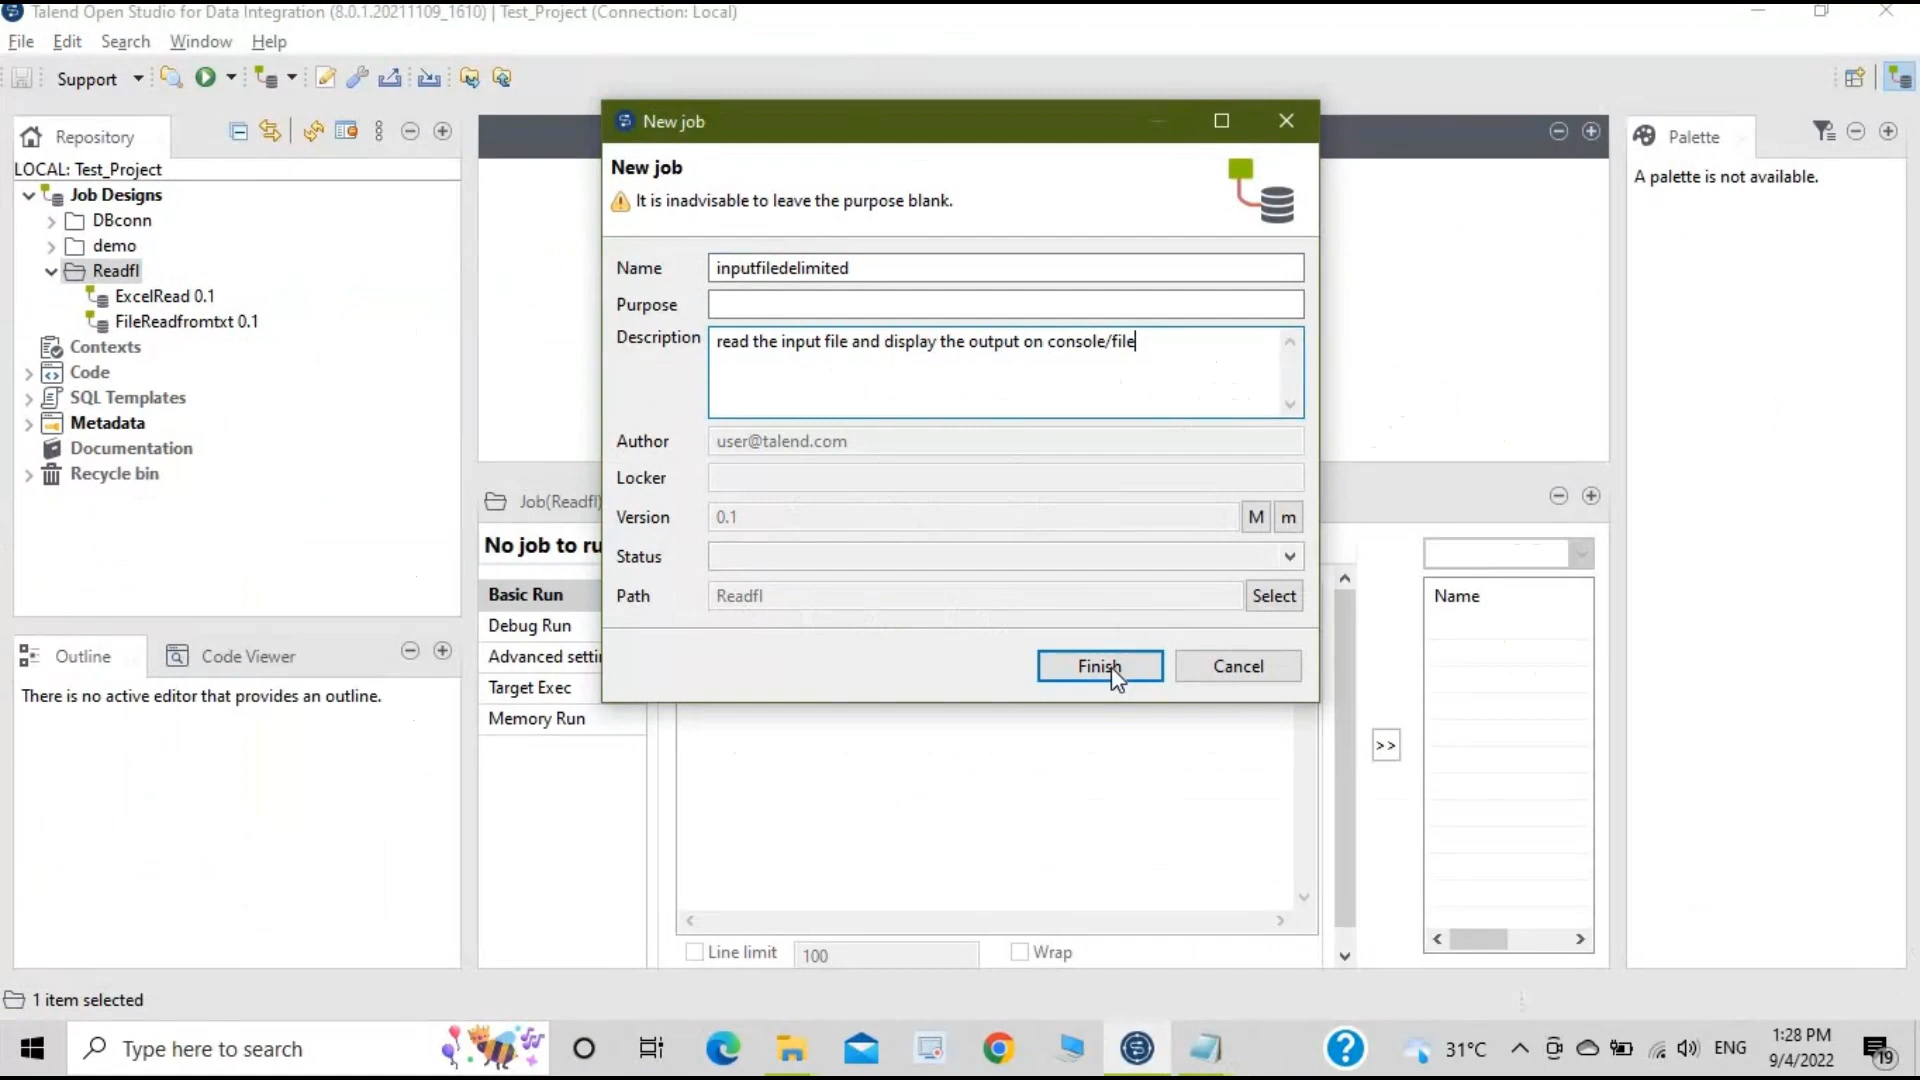 Talend Open Studio for Data Integration (8.0.1.20211109_1610) | Test_Project (Connection: Local)
File Edit Search Window Help
Support
Repository
LOCAL: Test_Project
Job Designs
DBconn
demo
Readfl
ExcelRead 0.1
FileReadfromtxt 0.1
Contexts
Code
SQL Templates
Metadata
Documentation
Recycle bin
Outline Code Viewer
There is no active editor that provides an outline.
New job
New job
It is inadvisable to leave the purpose blank.
Name inputfiledelimited
Purpose
Description read the input file and display the output on console/file
Author user@talend.com
Locker
Version 0.1 M m
Status
Path Readfl Select
Finish Cancel
Job(Readfl)
No job to ru
Basic Run
Debug Run
Advanced setti
Target Exec
Memory Run
>>
Name
Line limit 100 Wrap
Palette
A palette is not available.
1 item selected
Type here to search
31°C
ENG
1:28 PM
9/4/2022
19